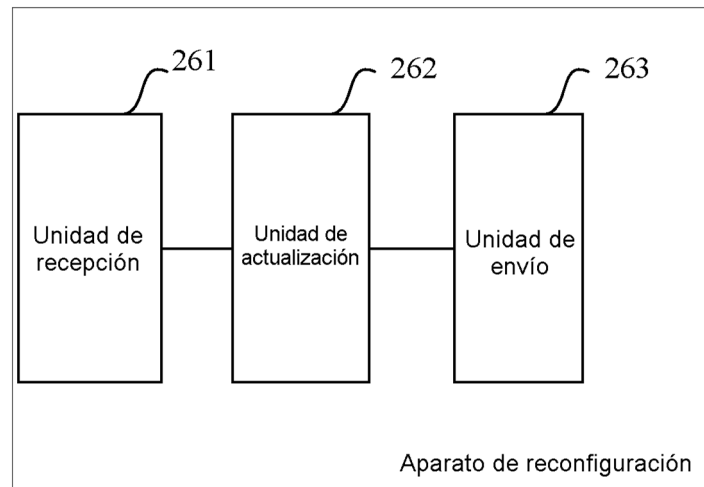 261
262
263
Unidad de
recepción
Unidad de
actualización
Unidad de
envío
Aparato de reconfiguración